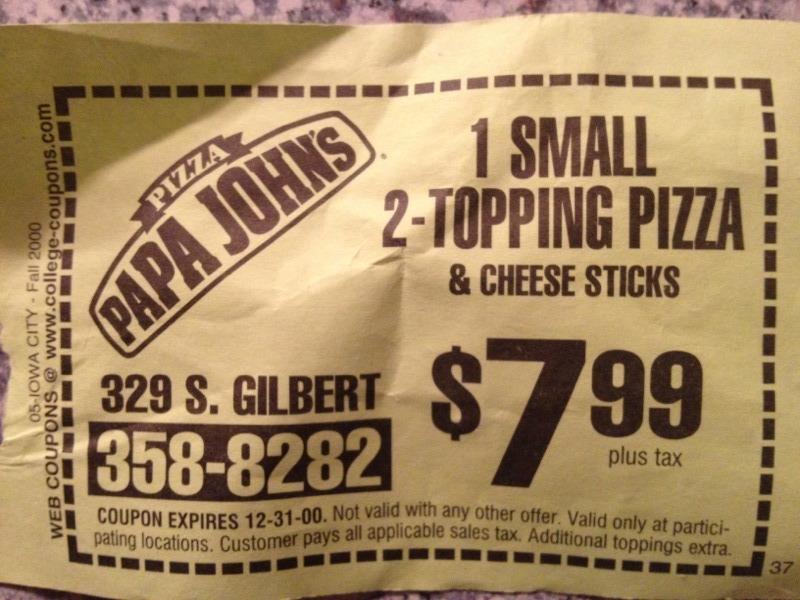 05-IOWA CITY - Fall 2000
WEB COUPONS @ www.college-coupons.com
PIZZA
PAPA JOHN'S
329 S. GILBERT
358-8282
1 SMALL
2-TOPPING PIZZA
& CHEESE STICKS
$7 99
plus tax
COUPON EXPIRES 12-31-00. Not valid with any other offer. Valid only at partici-
pating locations. Customer pays all applicable sales tax. Additional toppings extra.
37